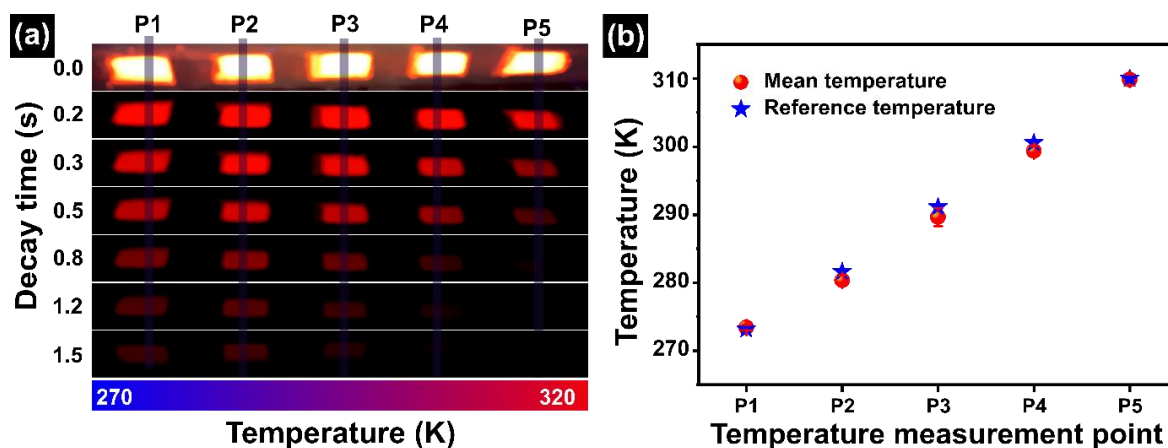 (a)
P1 P2 P3 P4 P5
Decay time (s)
0.0
0.2
0.3
0.5
0.8
1.2
1.5
270 320
Temperature (K)
(b)
Mean temperature
Reference temperature
Temperature (K)
310
300
290
280
270
P1 P2 P3 P4 P5
Temperature measurement point